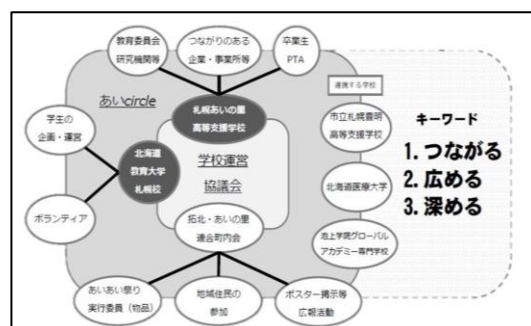 教育委員会
研究機関等
つながりのある
企業・事業所等
卒業生
PTA
あいcircle
連携する学校
札幌あいの里
高等支援学校
学生の
企画・運営
北海道
教育大学
札幌校
学校運営
協議会
市立札幌豊明
高等支援学校
北海道医療大学
ボランティア
拓北・あいの里
連合町内会
池上学院グローバル
アカデミー専門学校
あいあい祭り
実行委員(物品)
地域住民の
参加
ポスター掲示等
広報活動
キーワード
1. つながる
2. 広める
3. 深める